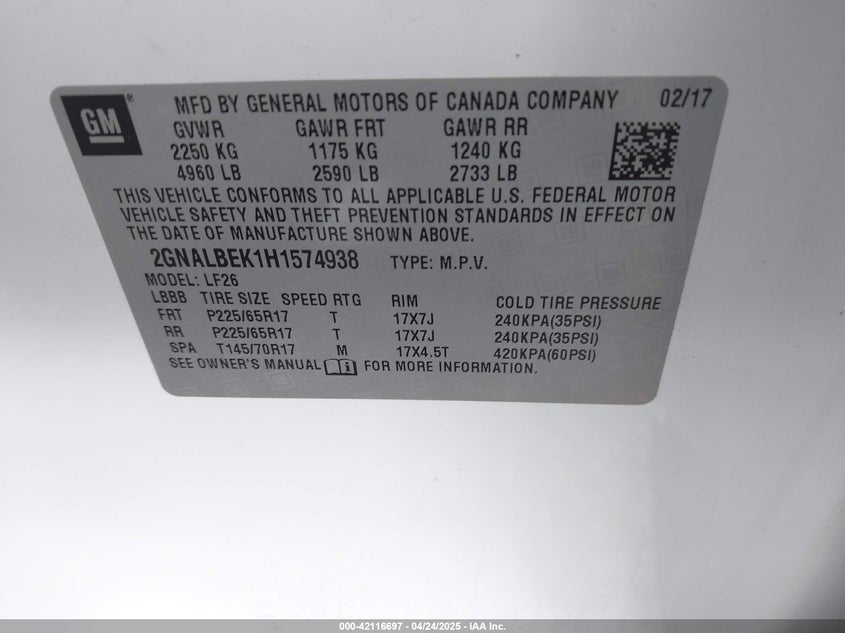 GM ® MFD BY GENERAL MOTORS OF CANADA COMPANY 02/17
GVWR GAWR FRT GAWR RR
2250 KG 1175 KG 1240 KG
4960 LB 2590 LB 2733 LB
THIS VEHICLE CONFORMS TO ALL APPLICABLE U.S. FEDERAL MOTOR
VEHICLE SAFETY AND THEFT PREVENTION STANDARDS IN EFFECT ON
THE DATE OF MANUFACTURE SHOWN ABOVE.
2GNALBEK1H1574938 TYPE: M.P.V.
MODEL: LF26
LBBB TIRE SIZE SPEED RTG RIM COLD TIRE PRESSURE
FRT P225/65R17 T 17X7J 240KPA(35PSI)
RR P225/65R17 T 17X7J 240KPA(35PSI)
SPA T145/70R17 M 17X4.5T 420KPA(60PSI)
SEE OWNER'S MANUAL FOR MORE INFORMATION.
000-42116697 - 04/24/2025 - IAA Inc.